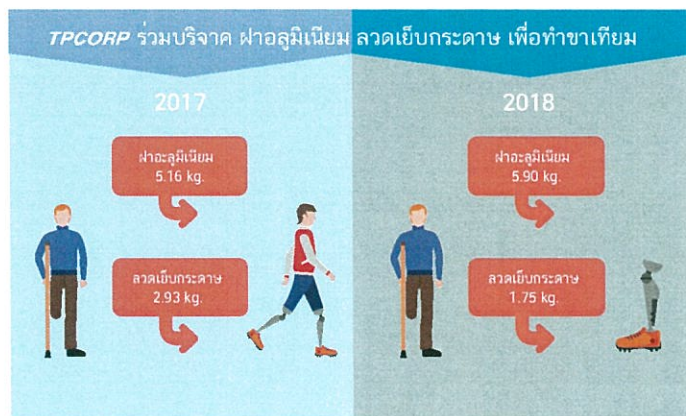 TPCORP ร่วมบริจาค ฝาอลูมิเนียม ลวดเย็บกระดาษ เพื่อทำขาเทียม
2017
ฝาอะลูมิเนียม
5.16 kg.
ลวดเย็บกระดาษ
2.93 kg.
2018
ฝาอะลูมิเนียม
5.90 kg.
ลวดเย็บกระดาษ
1.75 kg.